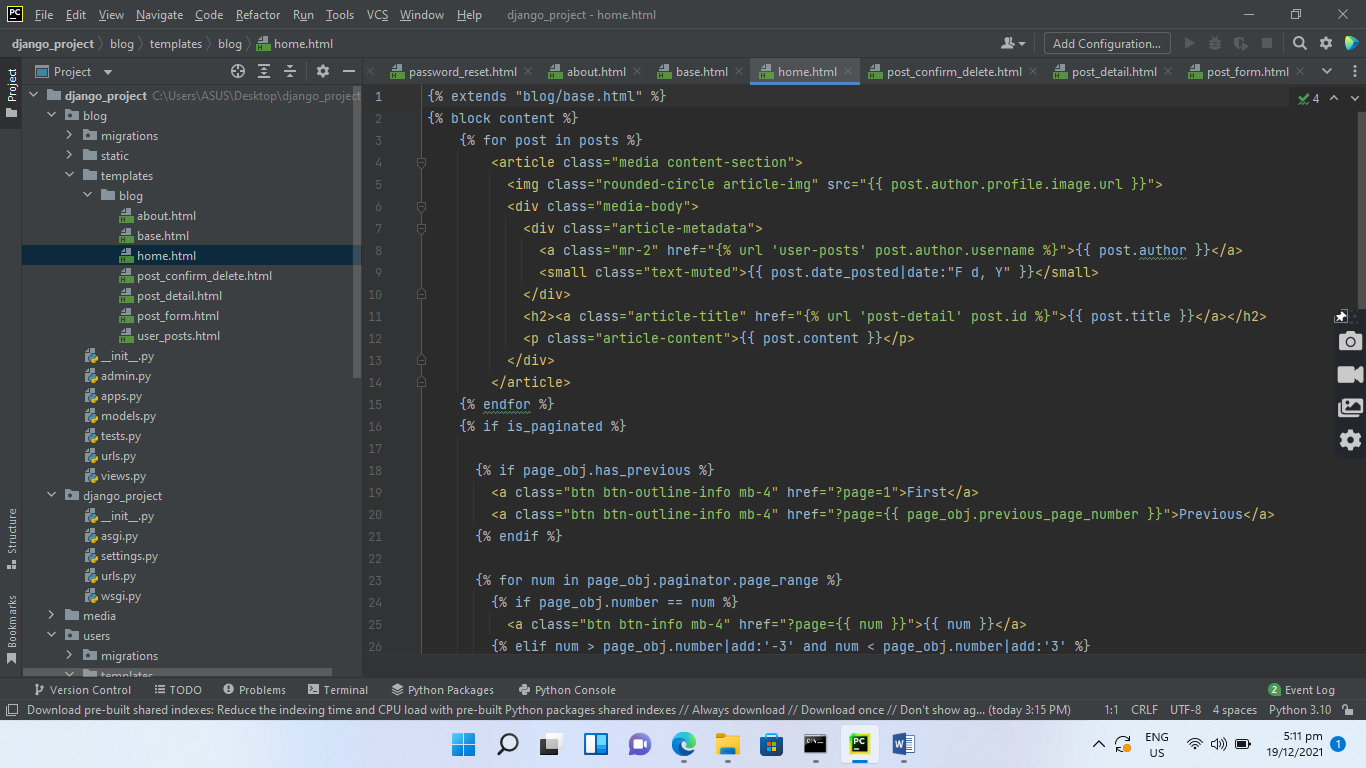 PC File Edit View Navigate Code Refactor Run Tools VCS Window Help django_project - home.html
django_project blog templates blog home.html Add Configuration...
Project password_reset.html about.html base.html home.html post_confirm_delete.html post_detail.html post_form.html
Project
Structure
Bookmarks
django_project C:\Users\ASUS\Desktop\django_project
blog
migrations
static
templates
blog
about.html
base.html
home.html
post_confirm_delete.html
post_detail.html
post_form.html
user_posts.html
__init__.py
admin.py
apps.py
models.py
tests.py
urls.py
views.py
django_project
__init__.py
asgi.py
settings.py
urls.py
wsgi.py
media
users
migrations
templates
4
1 {% extends "blog/base.html" %}
2 {% block content %}
3 {% for post in posts %}
4 <article class="media content-section">
5 <img class="rounded-circle article-img" src="{{ post.author.profile.image.url }}">
6 <div class="media-body">
7 <div class="article-metadata">
8 <a class="mr-2" href="{% url 'user-posts' post.author.username %}">{{ post.author }}</a>
9 <small class="text-muted">{{ post.date_posted|date:"F d, Y" }}</small>
10 </div>
11 <h2><a class="article-title" href="{% url 'post-detail' post.id %}">{{ post.title }}</a></h2>
12 <p class="article-content">{{ post.content }}</p>
13 </div>
14 </article>
15 {% endfor %}
16 {% if is_paginated %}
17
18 {% if page_obj.has_previous %}
19 <a class="btn btn-outline-info mb-4" href="?page=1">First</a>
20 <a class="btn btn-outline-info mb-4" href="?page={{ page_obj.previous_page_number }}">Previous</a>
21 {% endif %}
22
23 {% for num in page_obj.paginator.page_range %}
24 {% if page_obj.number == num %}
25 <a class="btn btn-info mb-4" href="?page={{ num }}">{{ num }}</a>
26 {% elif num > page_obj.number|add:'-3' and num < page_obj.number|add:'3' %}
Version Control TODO Problems Terminal Python Packages Python Console 2 Event Log
Download pre-built shared indexes: Reduce the indexing time and CPU load with pre-built Python packages shared indexes // Always download // Download once // Don't show ag... (today 3:15 PM) 1:1 CRLF UTF-8 4 spaces Python 3.10
PC W ENG US 5:11 pm 19/12/2021 1